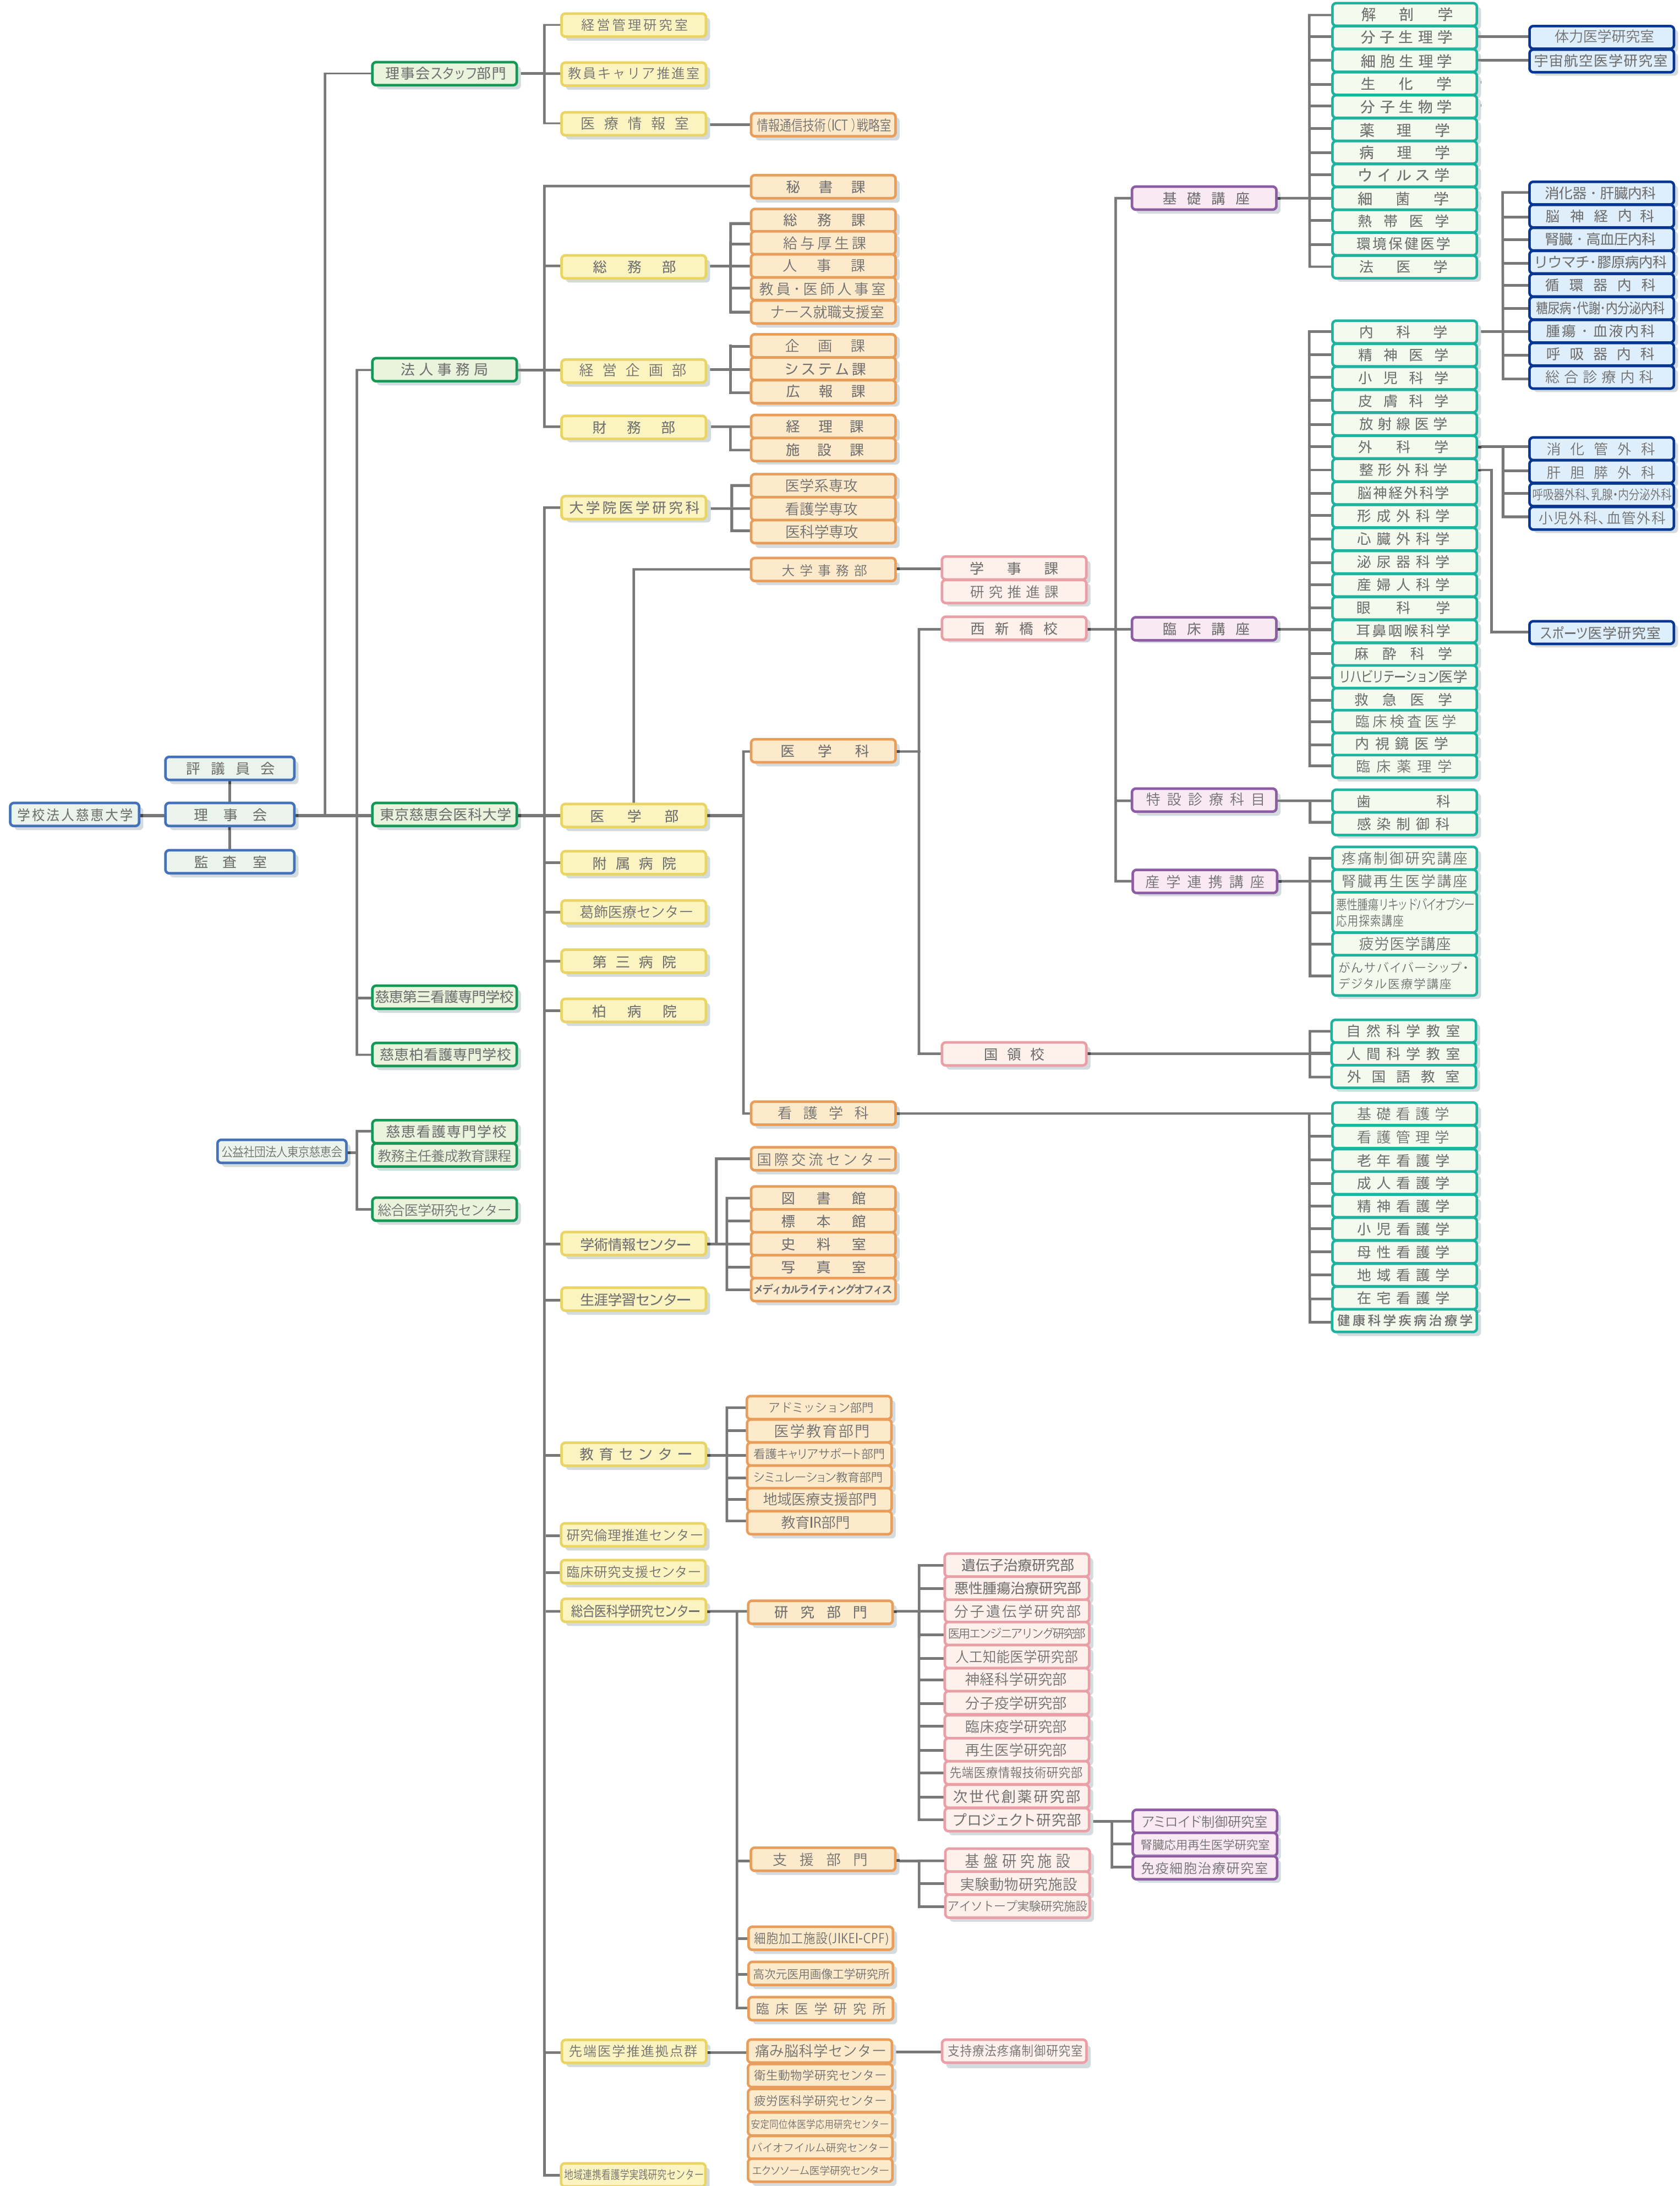 学校法人慈恵大学
評議員会
理事会
監査室
理事会スタッフ部門
経営管理研究室
教員キャリア推進室
医療情報室
情報通信技術(ICT)戦略室
法人事務局
秘書課
総務部
総務課
給与厚生課
人事課
教員・医師人事室
ナース就職支援室
経営企画部
企画課
システム課
広報課
財務部
経理課
施設課
東京慈恵会医科大学
大学院医学研究科
医学系専攻
看護学専攻
医科学専攻
医学部
大学事務部
学事課
研究推進課
医学科
西新橋校
基礎講座
解剖学
分子生理学
体力医学研究室
細胞生理学
宇宙航空医学研究室
生化学
分子生物学
薬理学
病理学
ウイルス学
細菌学
熱帯医学
環境保健医学
法医学
臨床講座
内科学
消化器・肝臓内科
脳神経内科
腎臓・高血圧内科
リウマチ・膠原病内科
循環器内科
糖尿病・代謝・内分泌内科
腫瘍・血液内科
呼吸器内科
総合診療内科
精神医学
小児科学
皮膚科学
放射線医学
外科学
消化管外科
肝胆膵外科
呼吸器外科、乳腺・内分泌外科
小児外科、血管外科
整形外科学
スポーツ医学研究室
脳神経外科学
形成外科学
心臓外科学
泌尿器科学
産婦人科学
眼科学
耳鼻咽喉科学
麻酔科学
リハビリテーション医学
救急医学
臨床検査医学
内視鏡医学
臨床薬理学
特設診療科目
歯科
感染制御科
産学連携講座
疼痛制御研究講座
腎臓再生医学講座
悪性腫瘍リキッドバイオプシー
応用探索講座
疲労医学講座
がんサバイバーシップ・
デジタル医療学講座
国領校
自然科学教室
人間科学教室
外国語教室
看護学科
基礎看護学
看護管理学
老年看護学
成人看護学
精神看護学
小児看護学
母性看護学
地域看護学
在宅看護学
健康科学疾病治療学
附属病院
葛飾医療センター
第三病院
柏病院
慈恵第三看護専門学校
慈恵柏看護専門学校
公益社団法人東京慈恵会
慈恵看護専門学校
教務主任養成教育課程
総合医学研究センター
学術情報センター
国際交流センター
図書館
標本館
史料室
写真室
メディカルライティングオフィス
生涯学習センター
教育センター
アドミッション部門
医学教育部門
看護キャリアサポート部門
シミュレーション教育部門
地域医療支援部門
教育IR部門
研究倫理推進センター
臨床研究支援センター
総合医科学研究センター
研究部門
遺伝子治療研究部
悪性腫瘍治療研究部
分子遺伝学研究部
医用エンジニアリング研究部
人工知能医学研究部
神経科学研究部
分子疫学研究部
臨床疫学研究部
再生医学研究部
先端医療情報技術研究部
次世代創薬研究部
プロジェクト研究部
アミロイド制御研究室
腎臓応用再生医学研究室
免疫細胞治療研究室
支援部門
基盤研究施設
実験動物研究施設
アイソトープ実験研究施設
細胞加工施設(JIKEI-CPF)
高次元医用画像工学研究所
臨床医学研究所
先端医学推進拠点群
痛み脳科学センター
支持療法疼痛制御研究室
衛生動物学研究センター
疲労医科学研究センター
安定同位体医学応用研究センター
バイオフイルム研究センター
エクソソーム医学研究センター
地域連携看護学実践研究センター